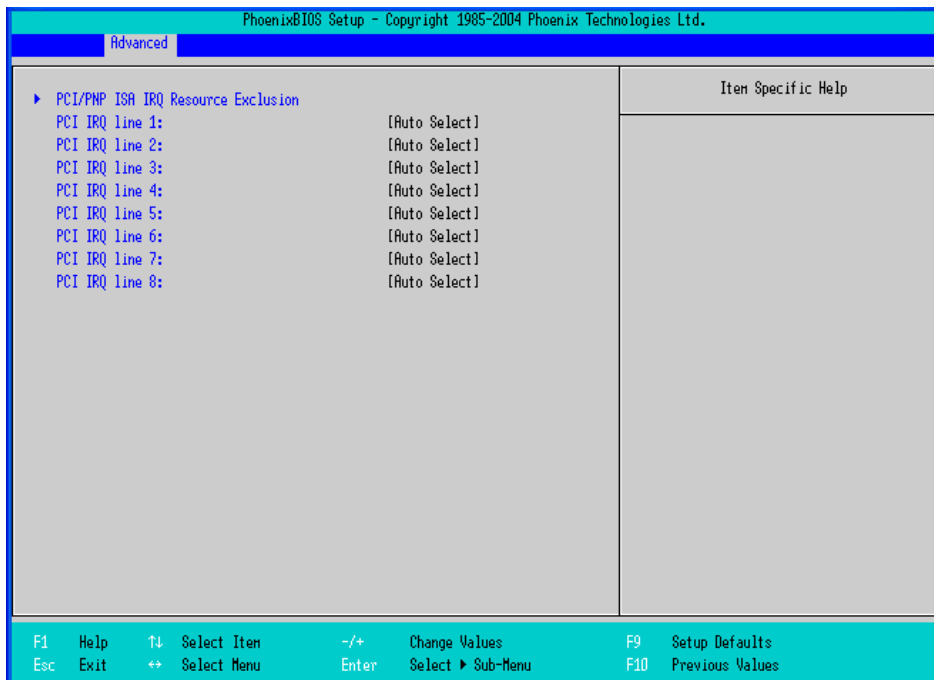 PhoenixBIOS Setup - Copyright 1985-2004 Phoenix Technologies Ltd.
Advanced
Item Specific Help
PCI/PNP ISA IRQ Resource Exclusion
PCI IRQ line 1: [Auto Select]
PCI IRQ line 2: [Auto Select]
PCI IRQ line 3: [Auto Select]
PCI IRQ line 4: [Auto Select]
PCI IRQ line 5: [Auto Select]
PCI IRQ line 6: [Auto Select]
PCI IRQ line 7: [Auto Select]
PCI IRQ line 8: [Auto Select]
F1 Help ↑↓ Select Item -/+ Change Values F9 Setup Defaults
Esc Exit ↔ Select Menu Enter Select ▶ Sub-Menu F10 Previous Values